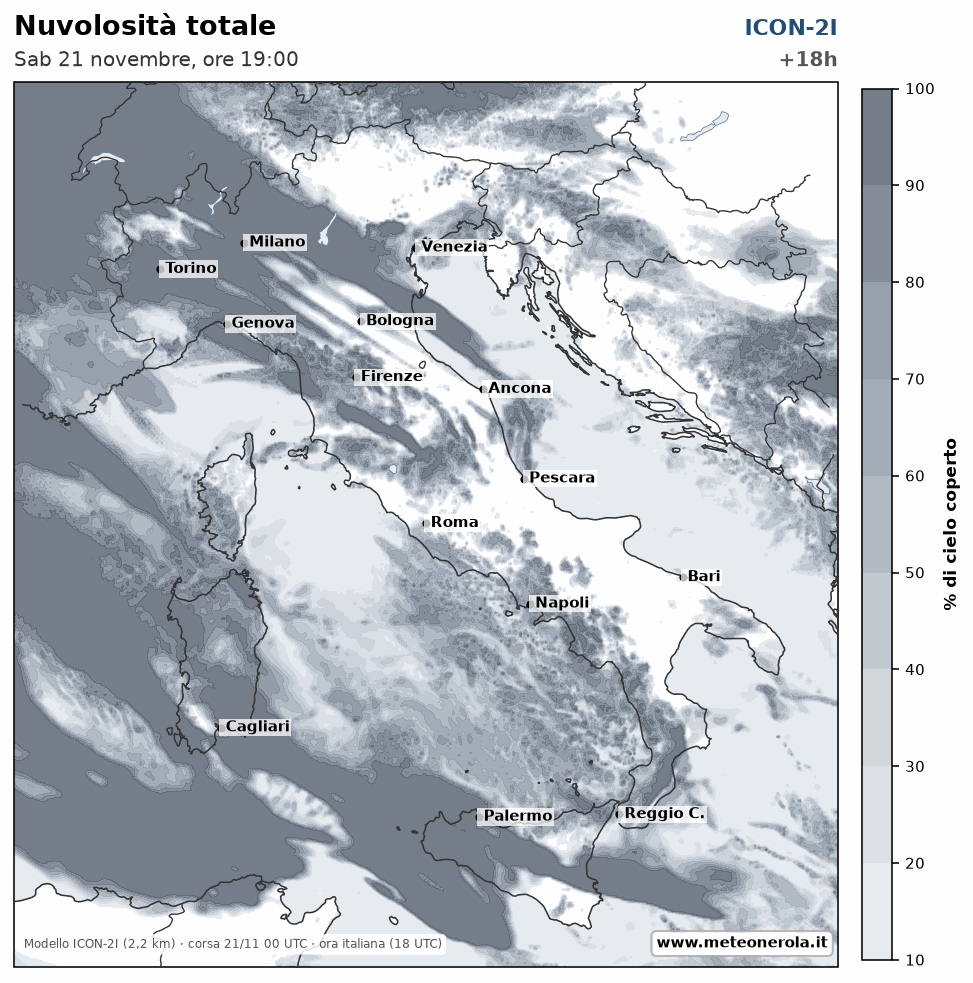 Nuvolosità totale
ICON-2I
Sab 21 novembre, ore 19:00
+18h
Milano
Venezia
Torino
Genova
Bologna
Firenze
Ancona
Pescara
Roma
Bari
Napoli
Cagliari
Palermo
Reggio C.
Modello ICON-2I (2,2 km) · corsa 21/11 00 UTC · ora italiana (18 UTC)
www.meteonerola.it
100
90
80
70
60
50
40
30
20
10
% di cielo coperto